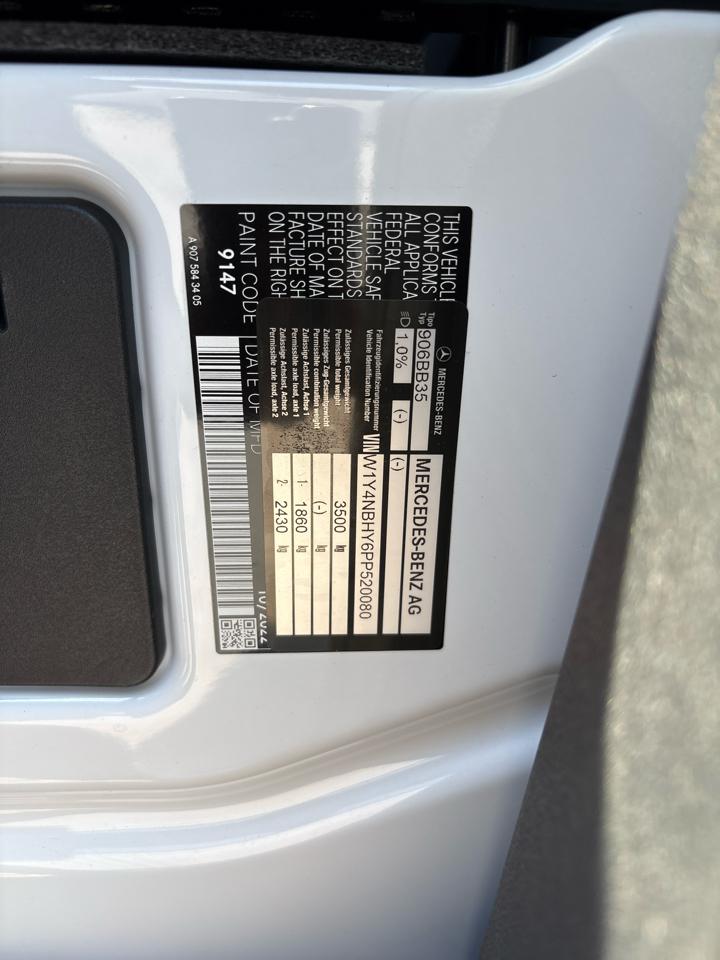 THIS VEHICLE
CONFORMS
ALL APPLICA
FEDERAL
VEHICLE SAF
STANDARDS
EFFECT ON T
DATE OF MA
FACTURE SH
ON THE RIGH
PAINT CODE
9147
A 907 584 34 05
DATE OF MFD
10/2022
MERCEDES-BENZ
Tipo
Typ
906BB35
MERCEDES-BENZ AG
1.0%
(-)
(-)
Fahrzeugidentifizierungsnummer
Vehicle Identification Number
VIN
W1Y4NBHY6PP520080
Zulässiges Gesamtgewicht
Permissible total weight
3500 kg
Zulässiges Zug-Gesamtgewicht
Permissible combination weight
(-) kg
Zulässige Achslast, Achse 1
Permissible axle load, axle 1
1- 1860 kg
Zulässige Achslast, Achse 2
Permissible axle load, axle 2
2- 2430 kg